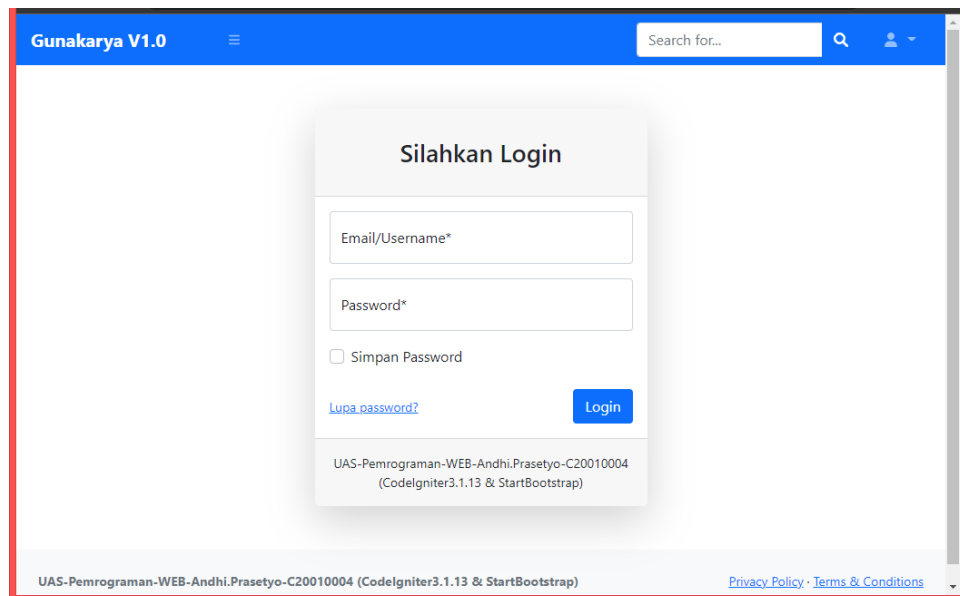 Gunakarya V1.0
Search for...
Silahkan Login
Email/Username*
Password*
Simpan Password
Lupa password?
Login
UAS-Pemrograman-WEB-Andhi.Prasetyo-C20010004
(CodeIgniter3.1.13 & StartBootstrap)
UAS-Pemrograman-WEB-Andhi.Prasetyo-C20010004 (CodeIgniter3.1.13 & StartBootstrap)
Privacy Policy · Terms & Conditions